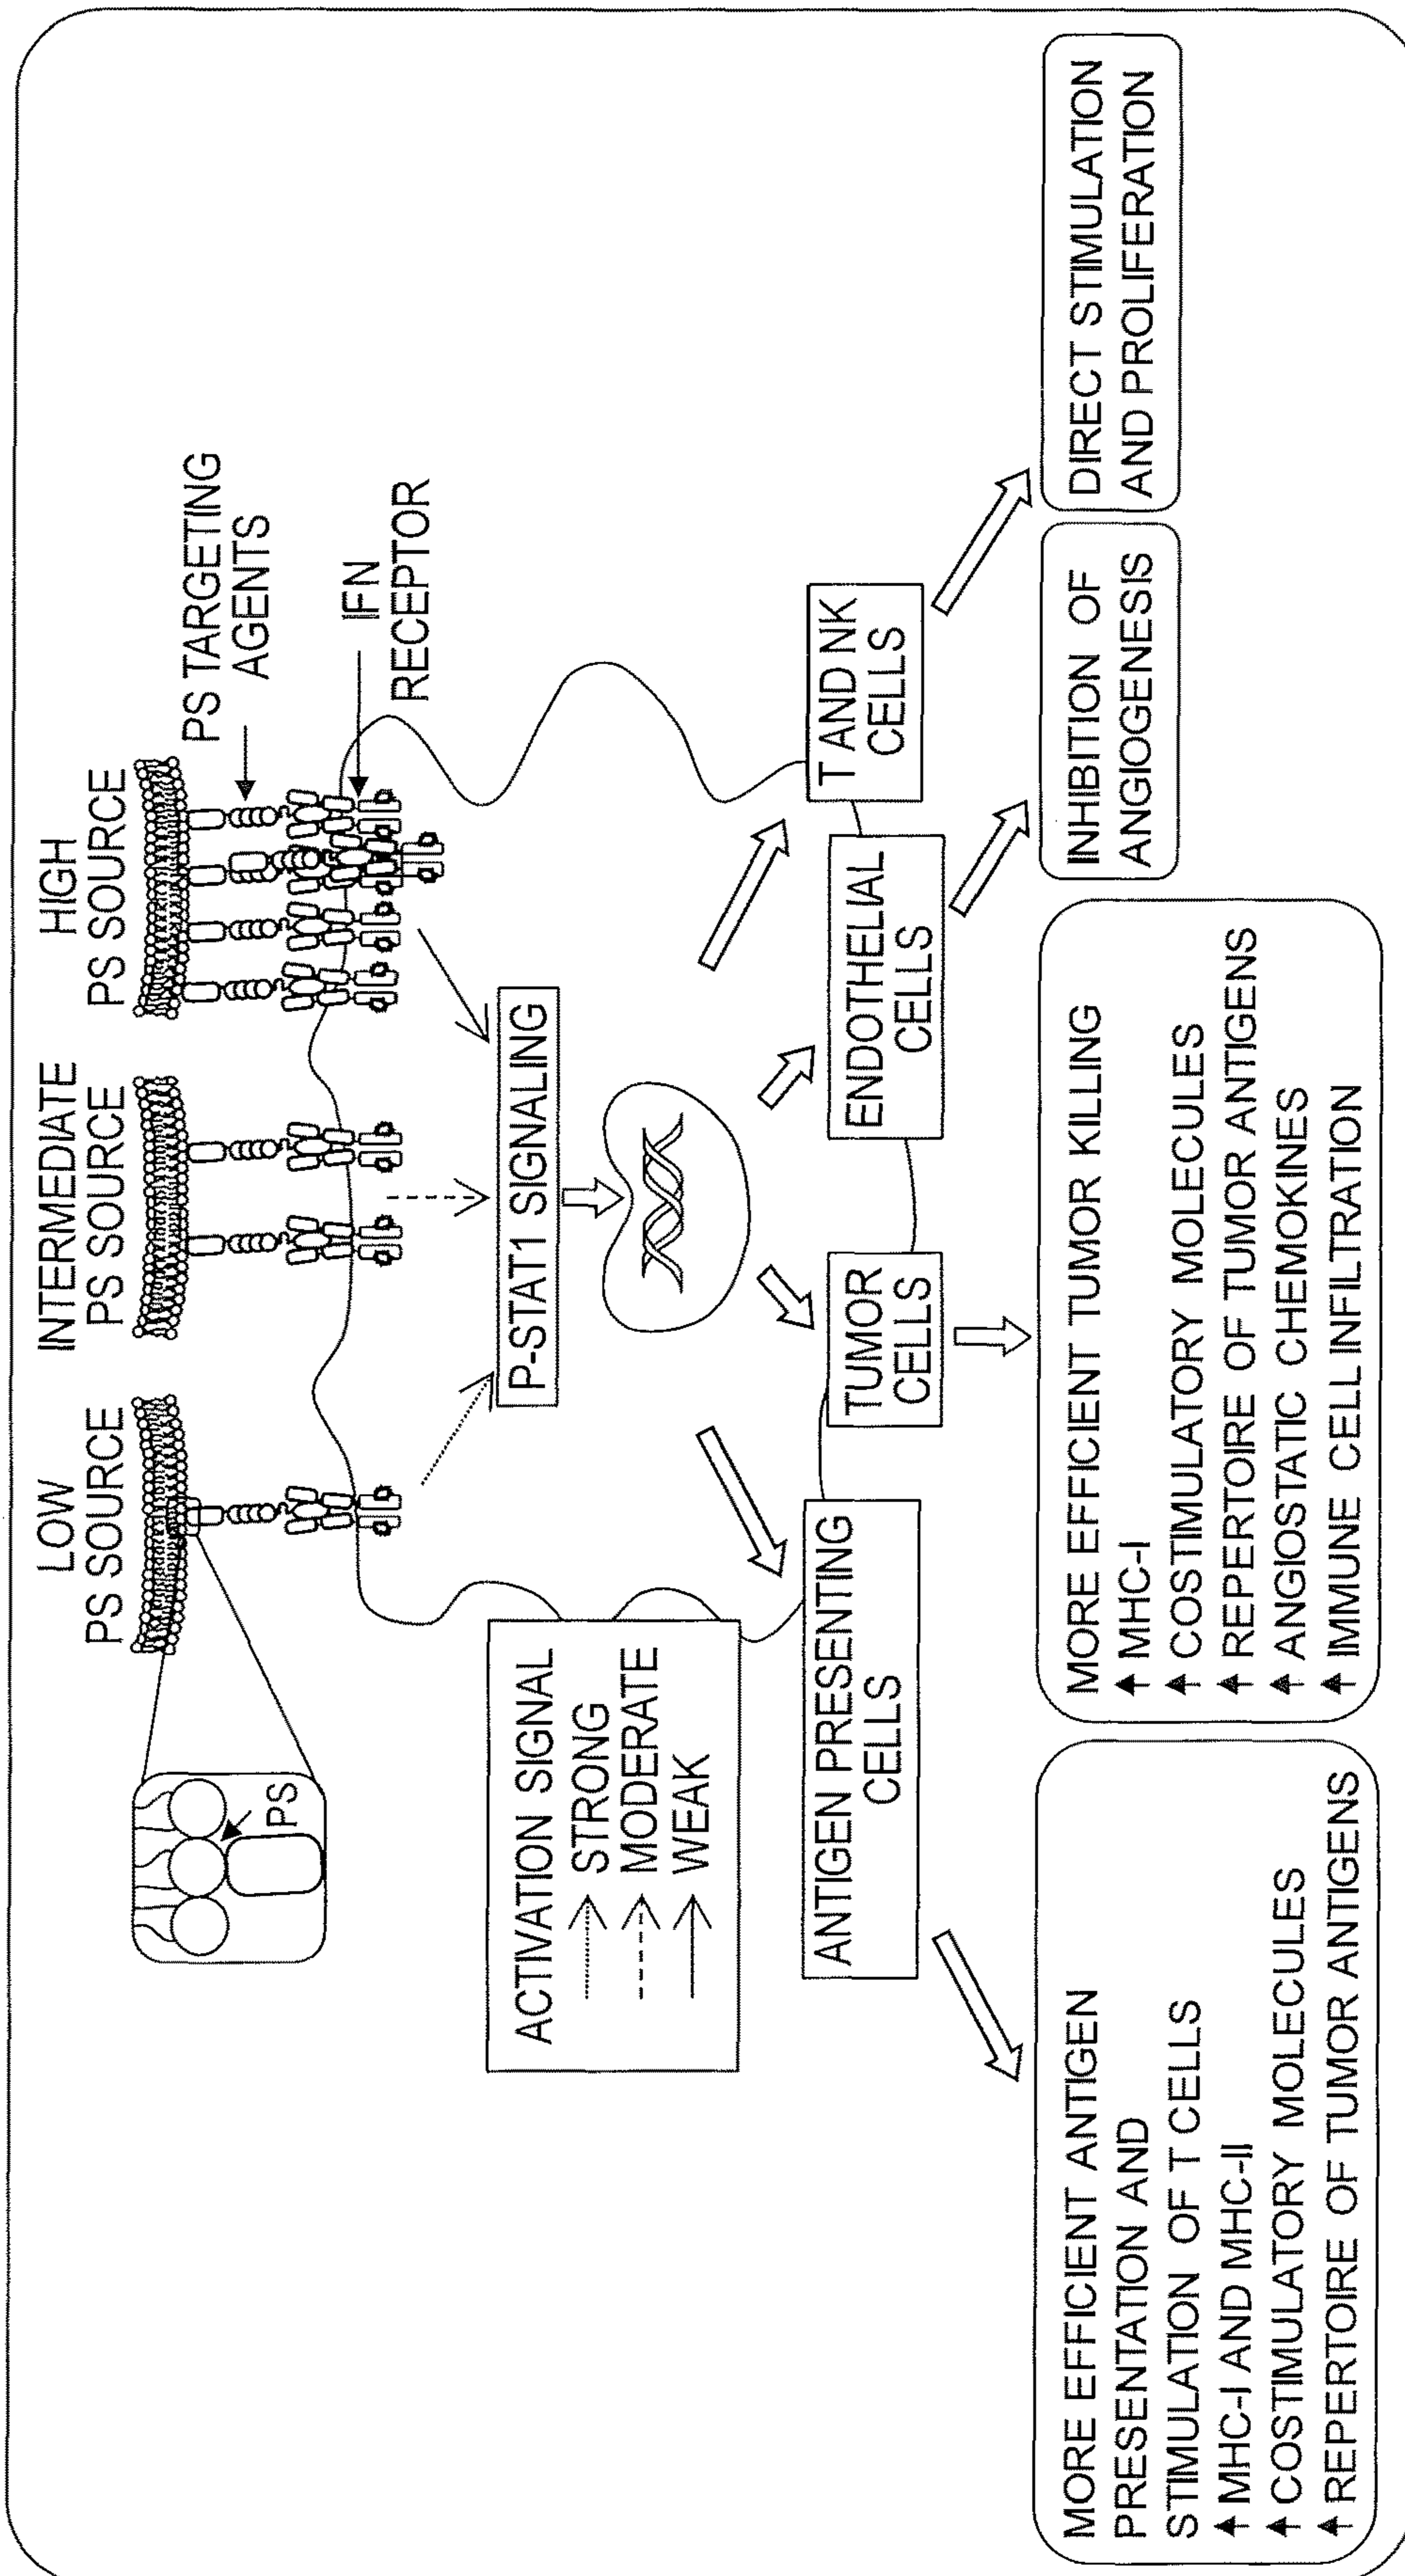 LOW
PS SOURCE
INTERMEDIATE
PS SOURCE
HIGH
PS SOURCE
PS TARGETING
AGENTS
IFN
RECEPTOR
PS
ACTIVATION SIGNAL
STRONG
MODERATE
WEAK
P-STAT1 SIGNALING
ANTIGEN PRESENTING
CELLS
TUMOR
CELLS
ENDOTHELIAL
CELLS
T AND NK
CELLS
MORE EFFICIENT ANTIGEN
PRESENTATION AND
STIMULATION OF T CELLS
MHC-I AND MHC-II
COSTIMULATORY MOLECULES
REPERTOIRE OF TUMOR ANTIGENS
MORE EFFICIENT TUMOR KILLING
MHC-I
COSTIMULATORY MOLECULES
REPERTOIRE OF TUMOR ANTIGENS
ANGIOSTATIC CHEMOKINES
IMMUNE CELL INFILTRATION
INHIBITION OF
ANGIOGENESIS
DIRECT STIMULATION
AND PROLIFERATION